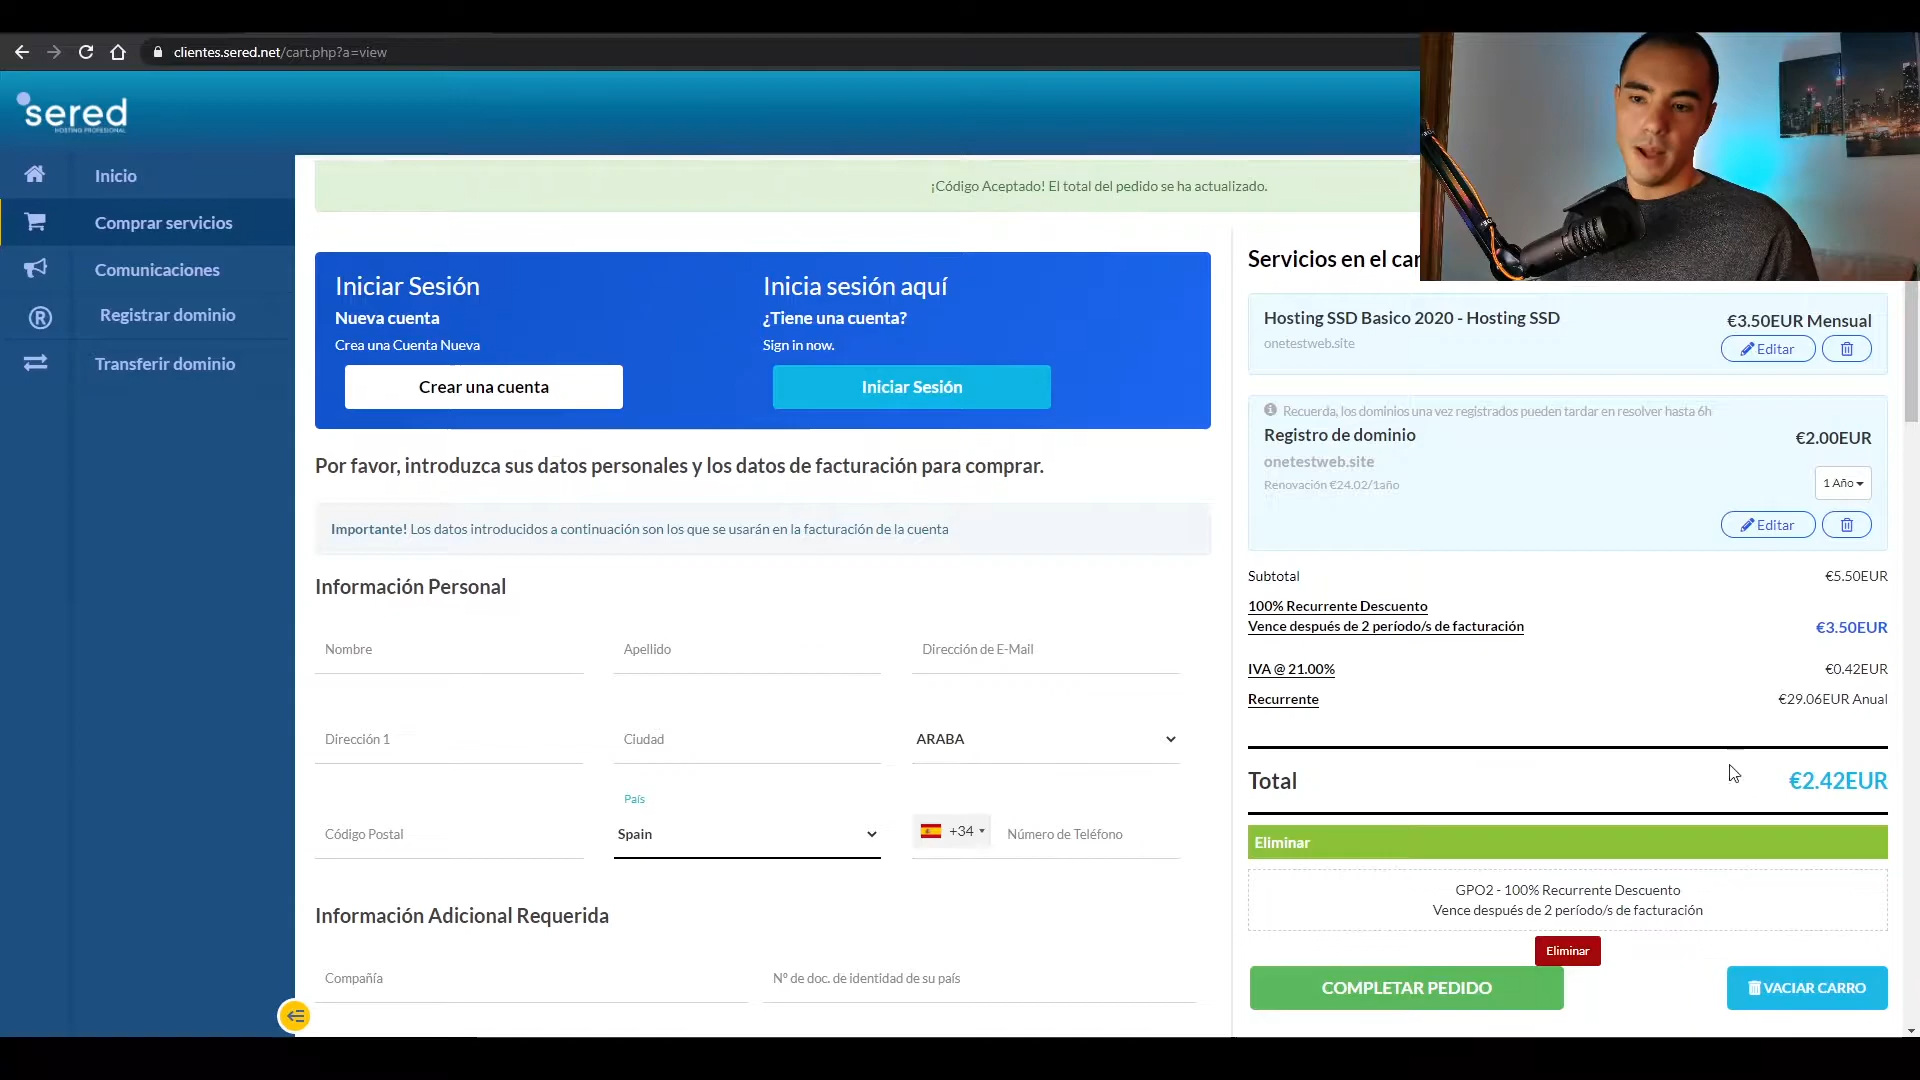 clientes.sered.net/cart.php?a=view
sered
HOSTING PROFESIONAL
Inicio
Comprar servicios
Comunicaciones
Registrar dominio
Transferir dominio
¡Código Aceptado! El total del pedido se ha actualizado.
Iniciar Sesión
Nueva cuenta
Crea una Cuenta Nueva
Crear una cuenta
Inicia sesión aquí
¿Tiene una cuenta?
Sign in now.
Iniciar Sesión
Por favor, introduzca sus datos personales y los datos de facturación para comprar.
Importante! Los datos introducidos a continuación son los que se usarán en la facturación de la cuenta
Información Personal
Nombre
Apellido
Dirección de E-Mail
Dirección 1
Ciudad
ARABA
Código Postal
País
Spain
+34
Número de Teléfono
Información Adicional Requerida
Compañía
Nº de doc. de identidad de su país
Servicios en el car
Hosting SSD Basico 2020 - Hosting SSD
€3.50EUR Mensual
onetestweb.site
Editar
Recuerda, los dominios una vez registrados pueden tardar en resolver hasta 6h
Registro de dominio
€2.00EUR
onetestweb.site
Renovación €24.02/1año
1 Año
Editar
Subtotal
€5.50EUR
100% Recurrente Descuento
Vence después de 2 período/s de facturación
€3.50EUR
IVA @ 21.00%
€0.42EUR
Recurrente
€29.06EUR Anual
Total
€2.42EUR
Eliminar
GPO2 - 100% Recurrente Descuento
Vence después de 2 período/s de facturación
Eliminar
COMPLETAR PEDIDO
VACIAR CARRO